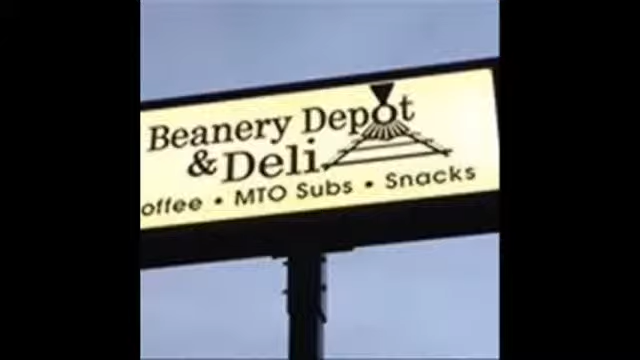 Beanery Depot
& Deli
offee • MTO Subs • Snacks